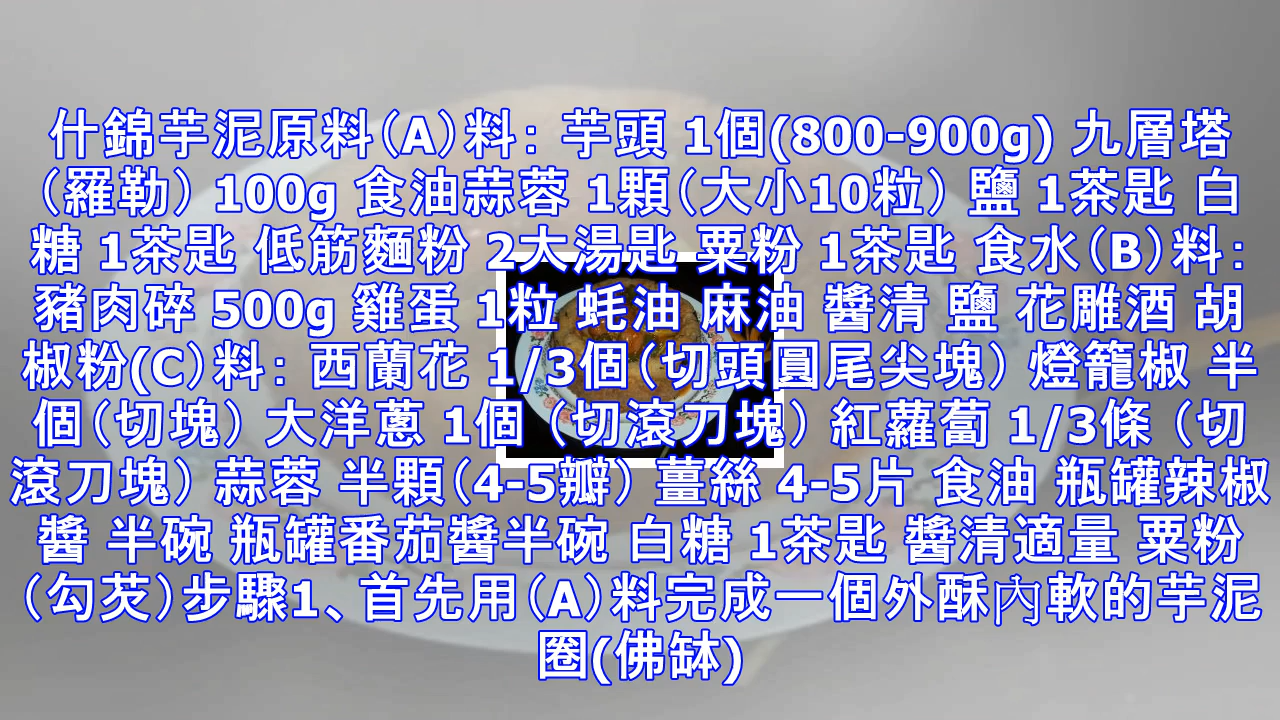 什錦芋泥原料（A）料： 芋頭 1個(800-900g) 九層塔
（羅勒） 100g 食油蒜蓉 1顆（大小10粒） 鹽 1茶匙 白
糖 1茶匙 低筋麵粉 2大湯匙 粟粉 1茶匙 食水（B）料：
豬肉碎 500g 雞蛋 1粒 蚝油 麻油 醬清 鹽 花雕酒 胡
椒粉(C）料： 西蘭花 1/3個（切頭圓尾尖塊） 燈籠椒 半
個（切塊） 大洋蔥 1個 （切滾刀塊） 紅蘿蔔 1/3條 （切
滾刀塊） 蒜蓉 半顆（4-5瓣） 薑絲 4-5片 食油 瓶罐辣椒
醬 半碗 瓶罐番茄醬半碗 白糖 1茶匙 醬清適量 粟粉
（勾芡）步驟1、首先用（A）料完成一個外酥內軟的芋泥
圈(佛缽)